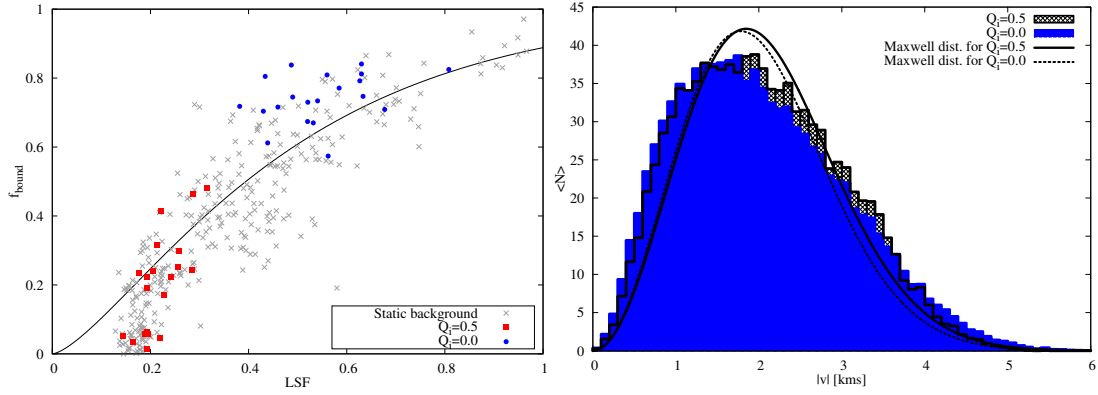 1
0.8
0.6
0.4
0.2
0
f_bound
0 0.2 0.4 0.6 0.8 1
LSF
Static background
Q_i=0.5
Q_i=0.0
45
40
35
30
25
20
15
10
5
0
<N>
0 1 2 3 4 5 6
|v| [kms]
Q_i=0.5
Q_i=0.0
Maxwell dist. for Q_i=0.5
Maxwell dist. for Q_i=0.0